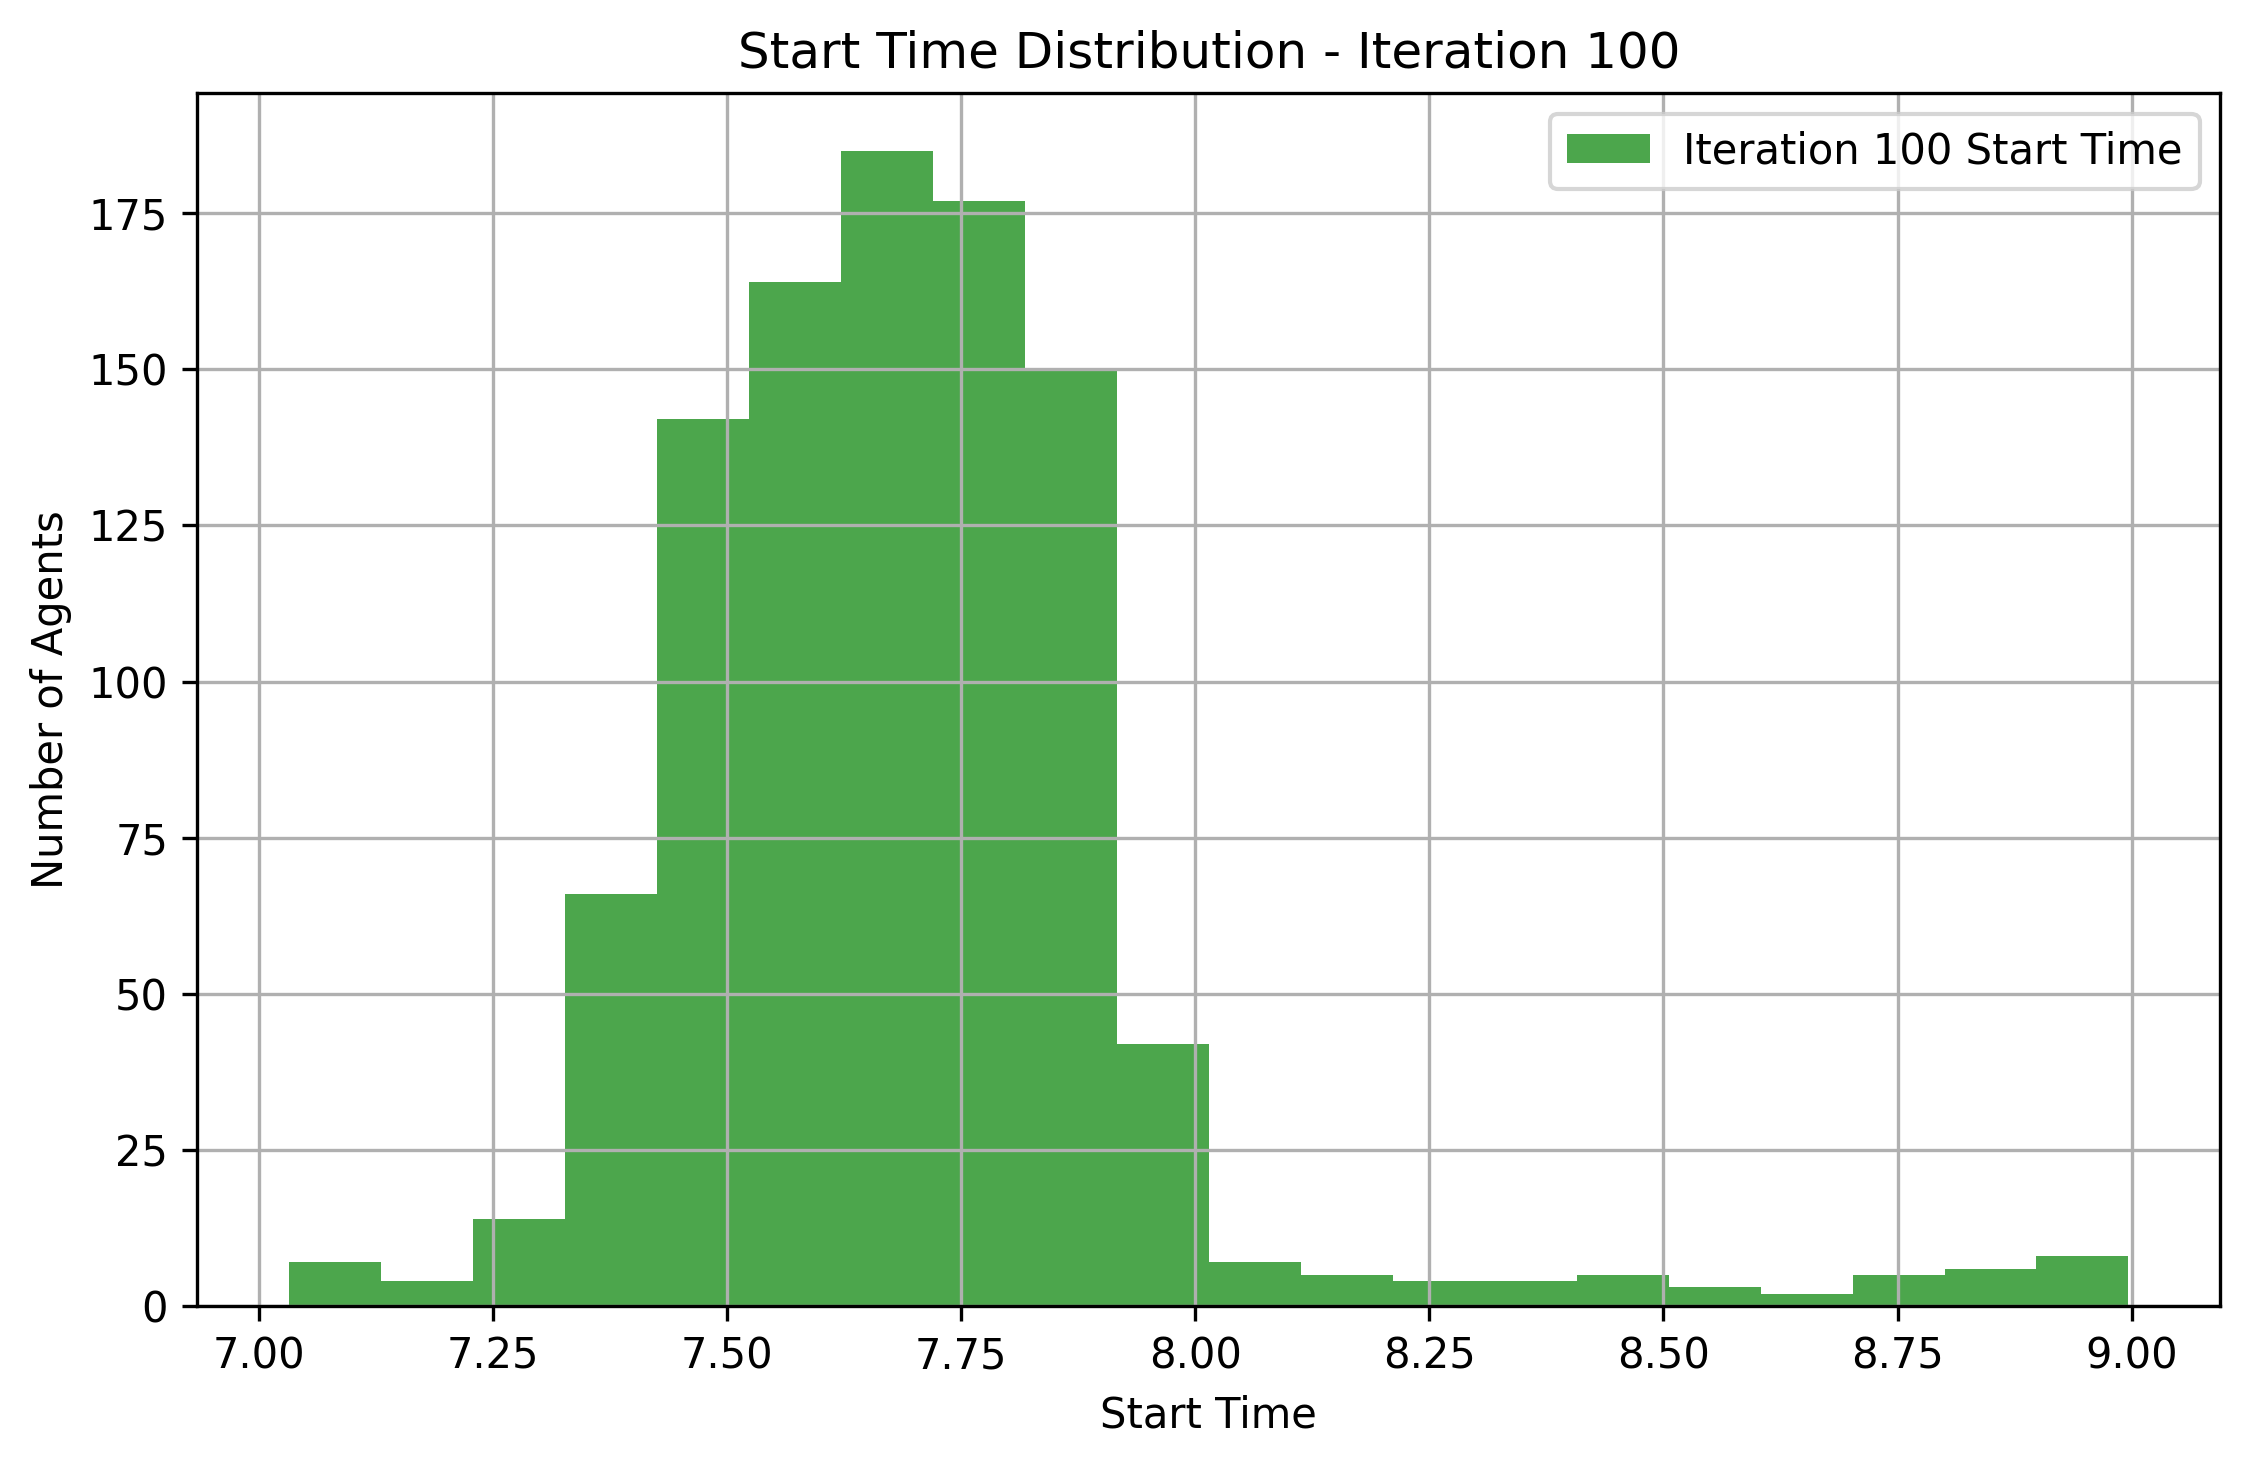 Start Time Distribution - Iteration 100
Iteration 100 Start Time
Number of Agents
175
150
125
100
75
50
25
0
7.00 7.25 7.50 7.75 8.00 8.25 8.50 8.75 9.00
Start Time